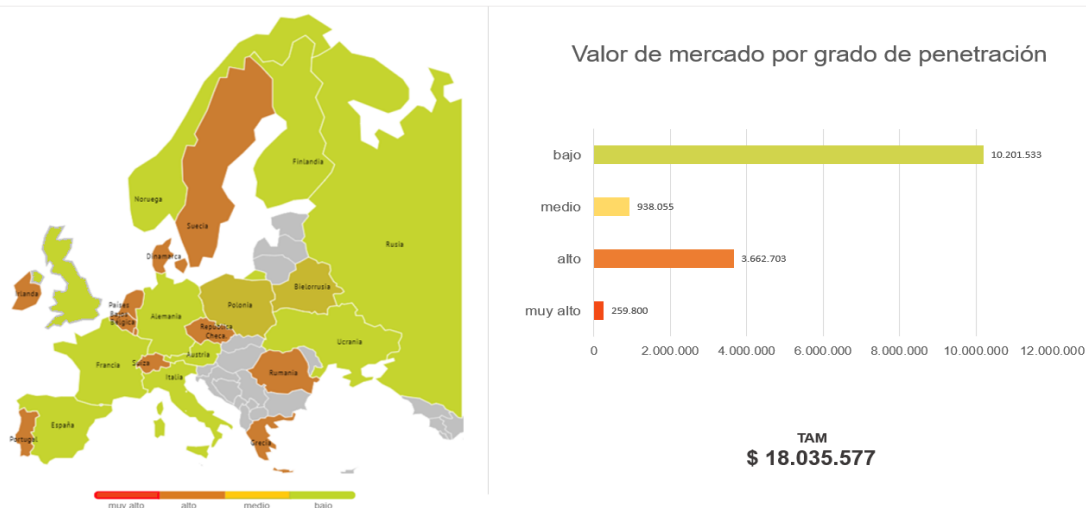 Finlandia
Noruega
Suecia
Rusia
Dinamarca
Irlanda
Países
Bajos
Bélgica
Alemania
Polonia
Bielorrusia
República
Checa
Ucrania
Austria
Francia
Suiza
Italia
Rumanía
España
Portugal
Grecia
muy alto alto medio bajo
Valor de mercado por grado de penetración
bajo 10.201.533
medio 938.055
alto 3.662.703
muy alto 259.800
0 2.000.000 4.000.000 6.000.000 8.000.000 10.000.000 12.000.000
TAM
$ 18.035.577